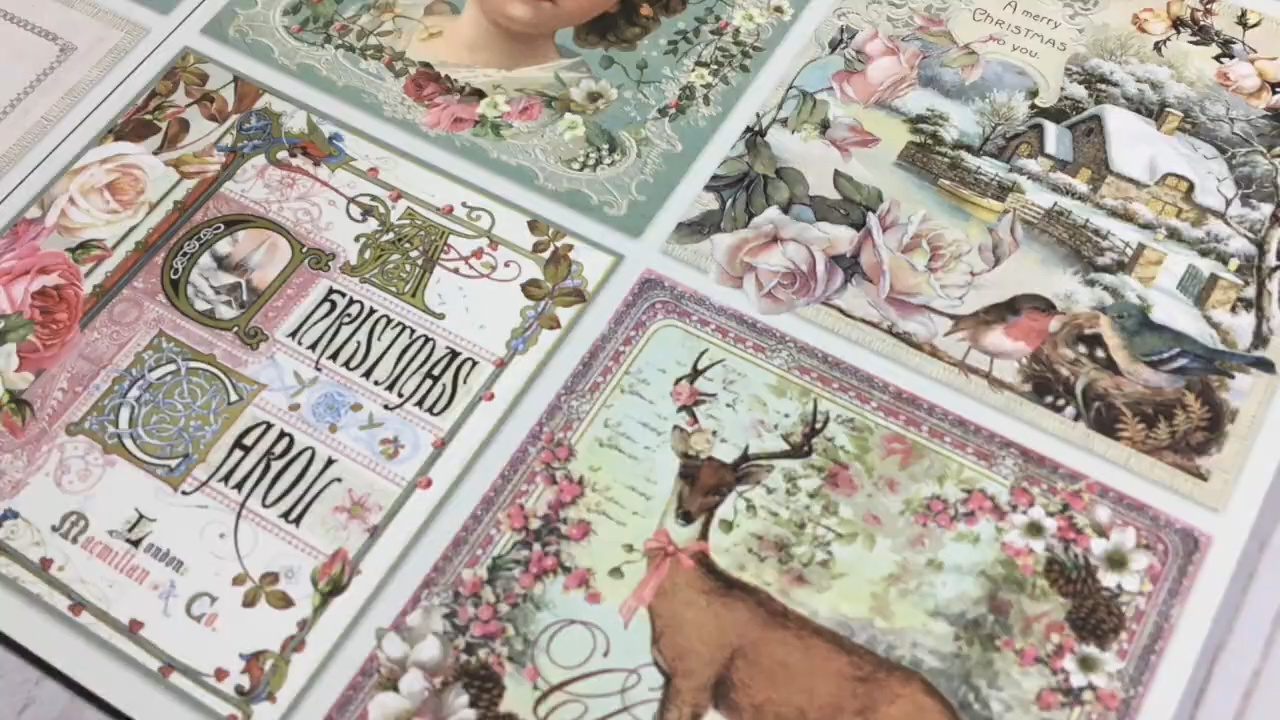 A merry
CHRISTMAS
to you.
A
CHRISTMAS
CAROL
London:
Macmillan & Co.